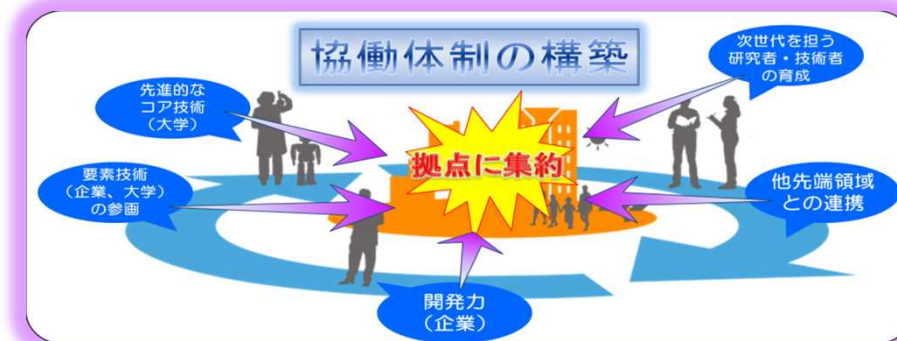 協働体制の構築
先進的な
コア技術
（大学）
次世代を担う
研究者・技術者
の育成
拠点に集約
要素技術
（企業、大学）
の参画
他先端領域
との連携
開発力
（企業）